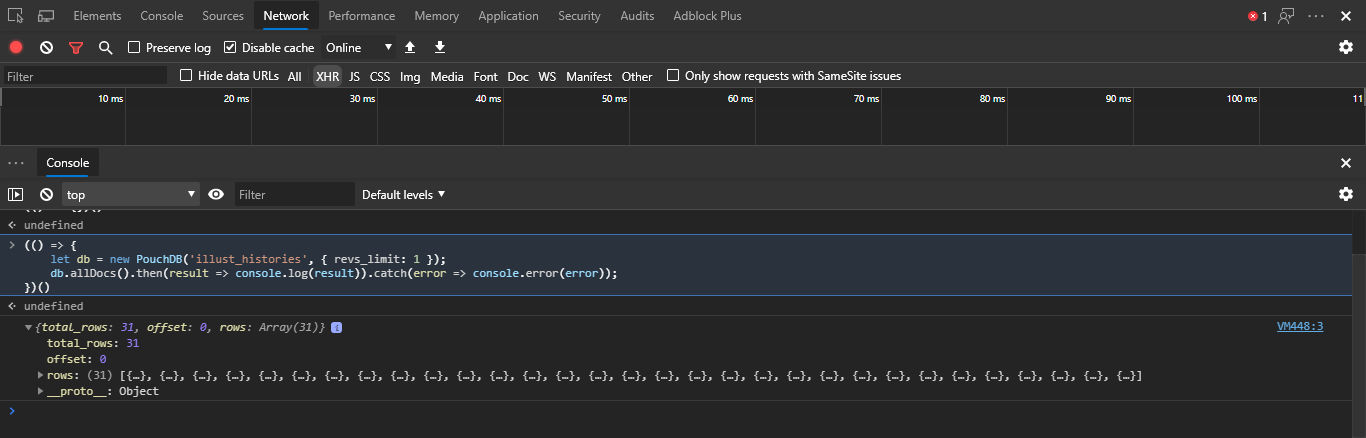 Elements Console Sources Network Performance Memory Application Security Audits Adblock Plus 1
Preserve log Disable cache Online
Filter Hide data URLs All XHR JS CSS Img Media Font Doc WS Manifest Other Only show requests with SameSite issues
10 ms 20 ms 30 ms 40 ms 50 ms 60 ms 70 ms 80 ms 90 ms 100 ms 11
Console
top Filter Default levels
undefined
(() => {
let db = new PouchDB('illust_histories', { revs_limit: 1 });
db.allDocs().then(result => console.log(result)).catch(error => console.error(error));
})()
undefined
{total_rows: 31, offset: 0, rows: Array(31)} VM448:3
total_rows: 31
offset: 0
rows: (31) [{…}, {…}, {…}, {…}, {…}, {…}, {…}, {…}, {…}, {…}, {…}, {…}, {…}, {…}, {…}, {…}, {…}, {…}, {…}, {…}, {…}, {…}, {…}, {…}, {…}, {…}, {…}, {…}, {…}, {…}, {…}]
__proto__: Object